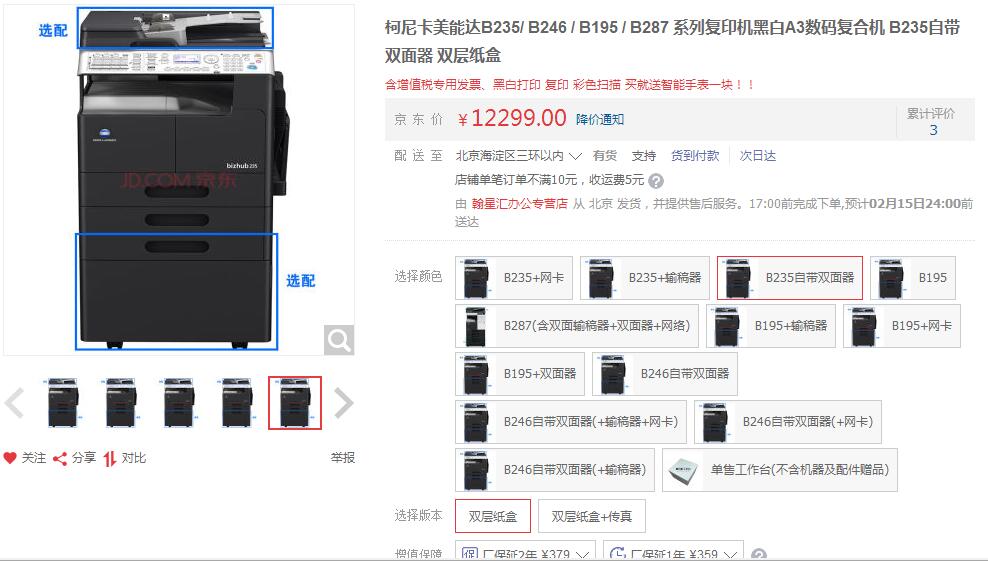 选配
bizhub 235
JD.COM 京东
选配
关注 分享 对比 举报
柯尼卡美能达B235/ B246 / B195 / B287 系列复印机黑白A3数码复合机 B235自带
双面器 双层纸盒
含增值税专用发票、黑白打印 复印 彩色扫描 买就送智能手表一块！！
京 东 价 ￥12299.00 降价通知
累计评价
3
配 送 至 北京海淀区三环以内 有货 支持 货到付款 次日达
店铺单笔订单不满10元，收运费5元
由 翰星汇办公专营店 从 北京 发货，并提供售后服务。17:00前完成下单,预计02月15日24:00前
送达
选择颜色 B235+网卡 B235+输稿器 B235自带双面器 B195
B287(含双面输稿器+双面器+网络) B195+输稿器 B195+网卡
B195+双面器 B246自带双面器
B246自带双面器(+输稿器+网卡) B246自带双面器(+网卡)
B246自带双面器(+输稿器) 单售工作台(不含机器及配件赠品)
选择版本 双层纸盒 双层纸盒+传真
增值保障 保 厂保延2年 ¥379 厂保延1年 ¥359